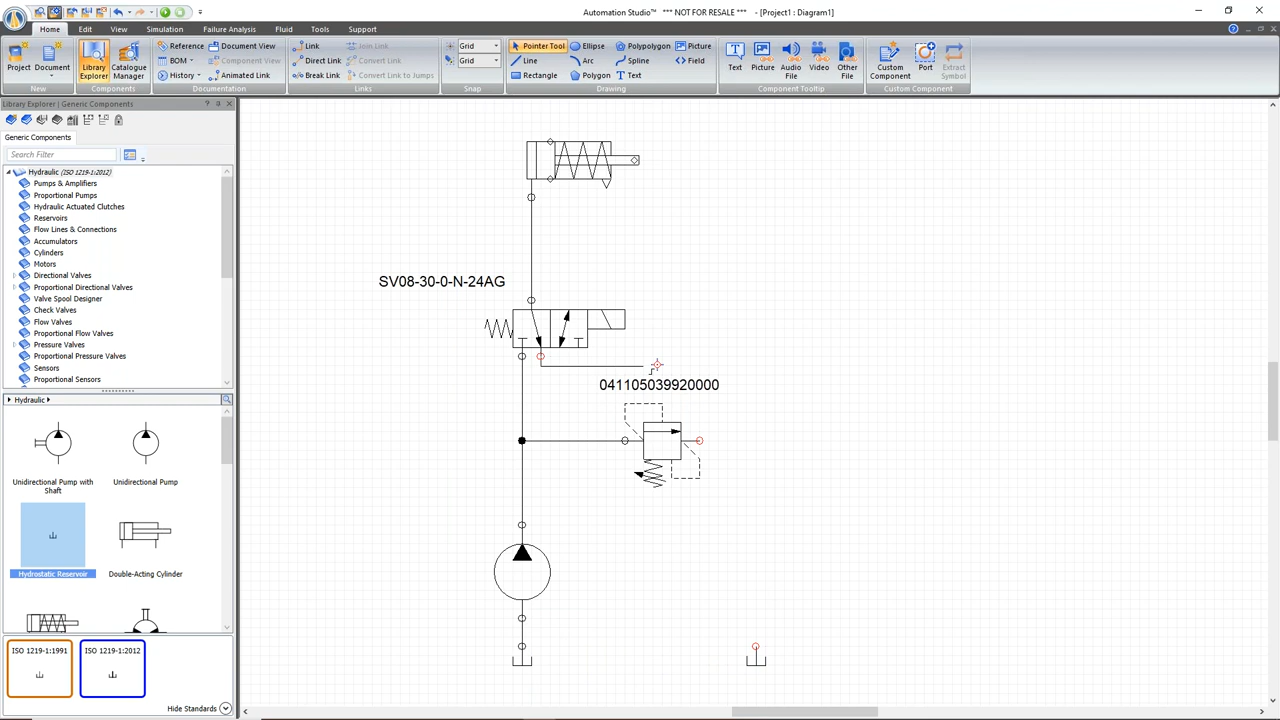 Automation Studio™ *** NOT FOR RESALE *** - [Project1 : Diagram1]
Home Edit View Simulation Failure Analysis Fluid Tools Support
Project Document
Library Explorer Catalogue Manager
Reference Document View
BOM Component View
History Animated Link
Link Join Link
Direct Link Convert Link
Break Link Convert Link to Jumps
Grid
Grid
Pointer Tool Ellipse Polypolygon Picture
Line Arc Spline Field
Rectangle Polygon Text
Text Picture Audio File Video Other File
Custom Component Port Extract Symbol
New Components Documentation Links Snap Drawing Component Tooltip Custom Component
Library Explorer | Generic Components
Generic Components
Search Filter
Hydraulic (ISO 1219-1:2012)
Pumps & Amplifiers
Proportional Pumps
Hydraulic Actuated Clutches
Reservoirs
Flow Lines & Connections
Accumulators
Cylinders
Motors
Directional Valves
Proportional Directional Valves
Valve Spool Designer
Check Valves
Flow Valves
Proportional Flow Valves
Pressure Valves
Proportional Pressure Valves
Sensors
Proportional Sensors
Hydraulic
Unidirectional Pump with Shaft
Unidirectional Pump
Hydrostatic Reservoir
Double-Acting Cylinder
ISO 1219-1:1991
ISO 1219-1:2012
Hide Standards
SV08-30-0-N-24AG
041105039920000